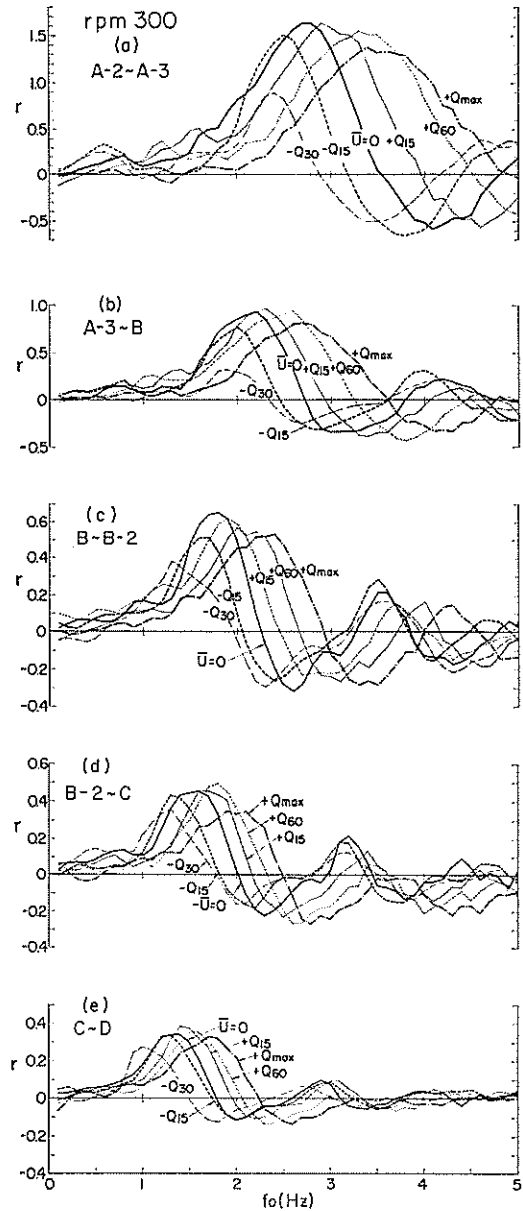 rpm 300
(a)
A-2~A-3
1.5
1.0
r
0.5
0
-0.5
+Qmax
+Q60
Ū=0 +Q15
-Q15
-Q30
(b)
A-3~B
1.0
0.5
r
0
-0.5
+Qmax
Ū=0 +Q15 +Q60
-Q30
-Q15
(c)
B~B-2
0.6
0.4
0.2
r
0
-0.2
0.4
-Q15
-Q30
+Q15 +Q60 +Qmax
Ū=0
(d)
B-2~C
0.6
0.4
0.2
r
0
-0.2
-0.4
+Qmax
+Q60
+Q15
-Q30
-Q15
-Ū=0
(e)
C~D
0.4
0.2
r
0
-0.2
-0.4
Ū=0
+Q15
+Qmax
+Q60
-Q30
-Q15
0 1 2 3 4 5
fo(Hz)